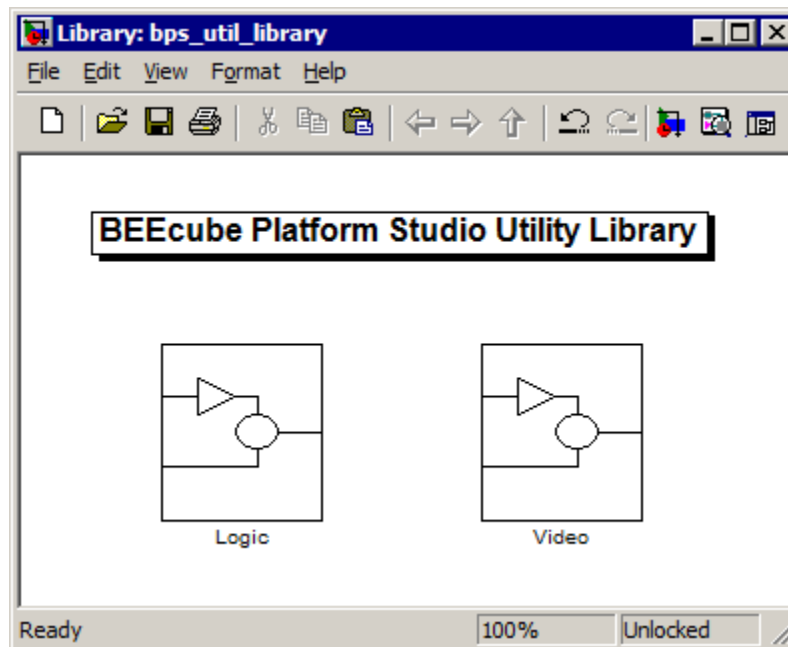 Library: bps_util_library
File Edit View Format Help
BEEcube Platform Studio Utility Library
Logic Video
Ready 100% Unlocked